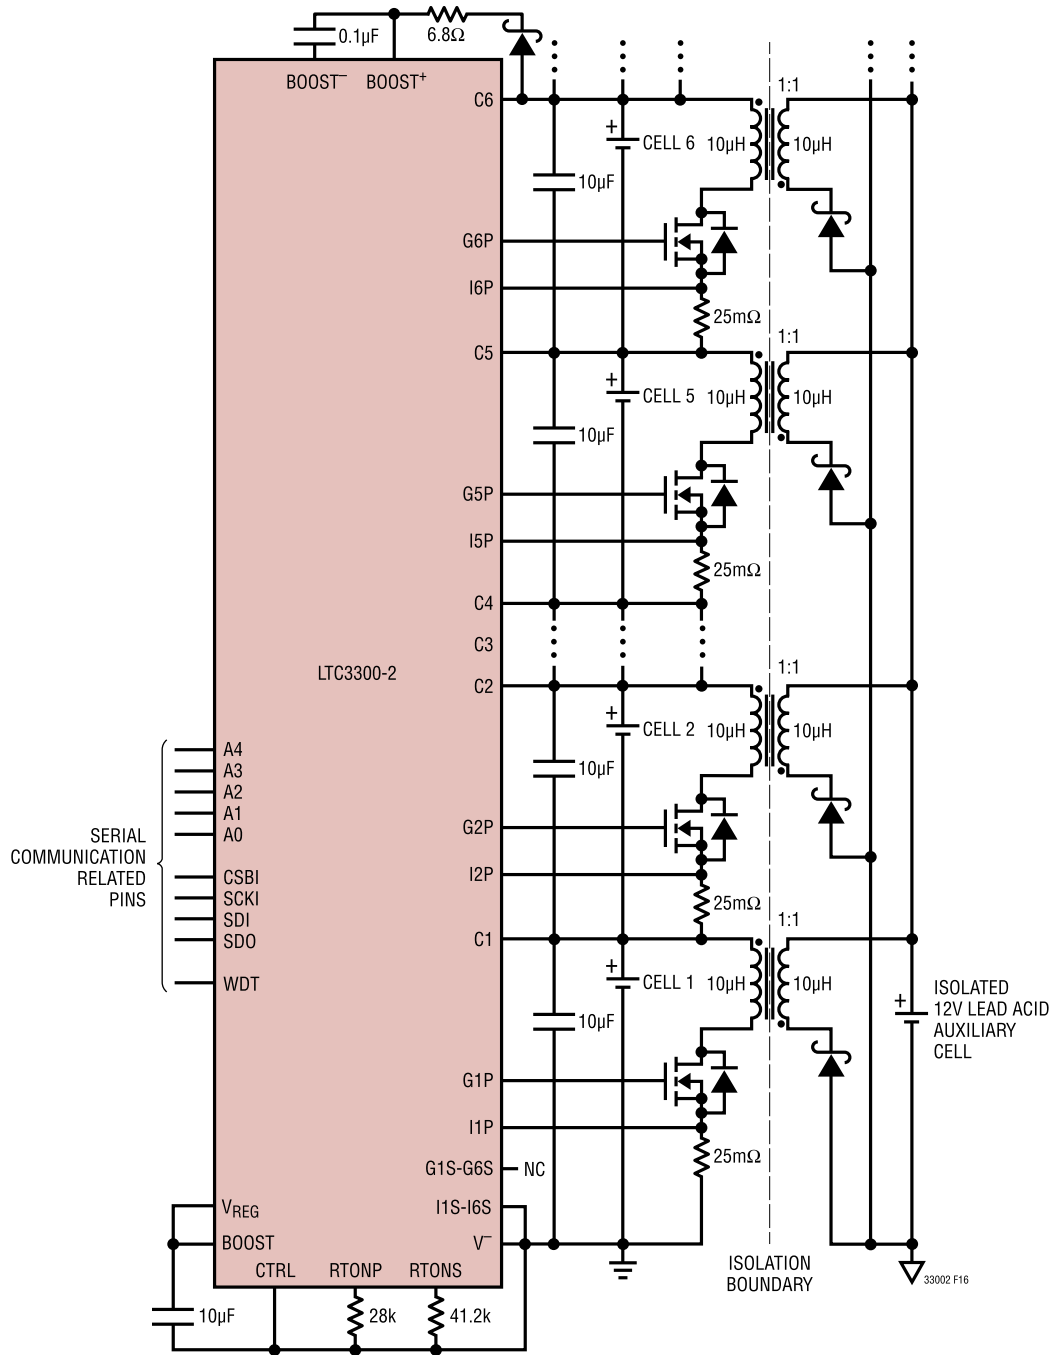 0.1µF
6.8Ω
BOOST–
BOOST+
C6
1:1
+
CELL 6
10µH
10µH
10µF
G6P
I6P
25mΩ
C5
1:1
+
CELL 5
10µH
10µH
10µF
G5P
I5P
25mΩ
C4
C3
C2
1:1
LTC3300-2
+
CELL 2
10µH
10µH
10µF
G2P
I2P
25mΩ
C1
1:1
A4
A3
A2
A1
A0
SERIAL
COMMUNICATION
RELATED
PINS
CSBI
SCKI
SDI
SDO
WDT
+
CELL 1
10µH
10µH
10µF
+
ISOLATED
12V LEAD ACID
AUXILIARY
CELL
G1P
I1P
25mΩ
G1S-G6S
NC
VREG
I1S-I6S
BOOST
V–
CTRL
RTONP
RTONS
ISOLATION
BOUNDARY
33002 F16
10µF
28k
41.2k